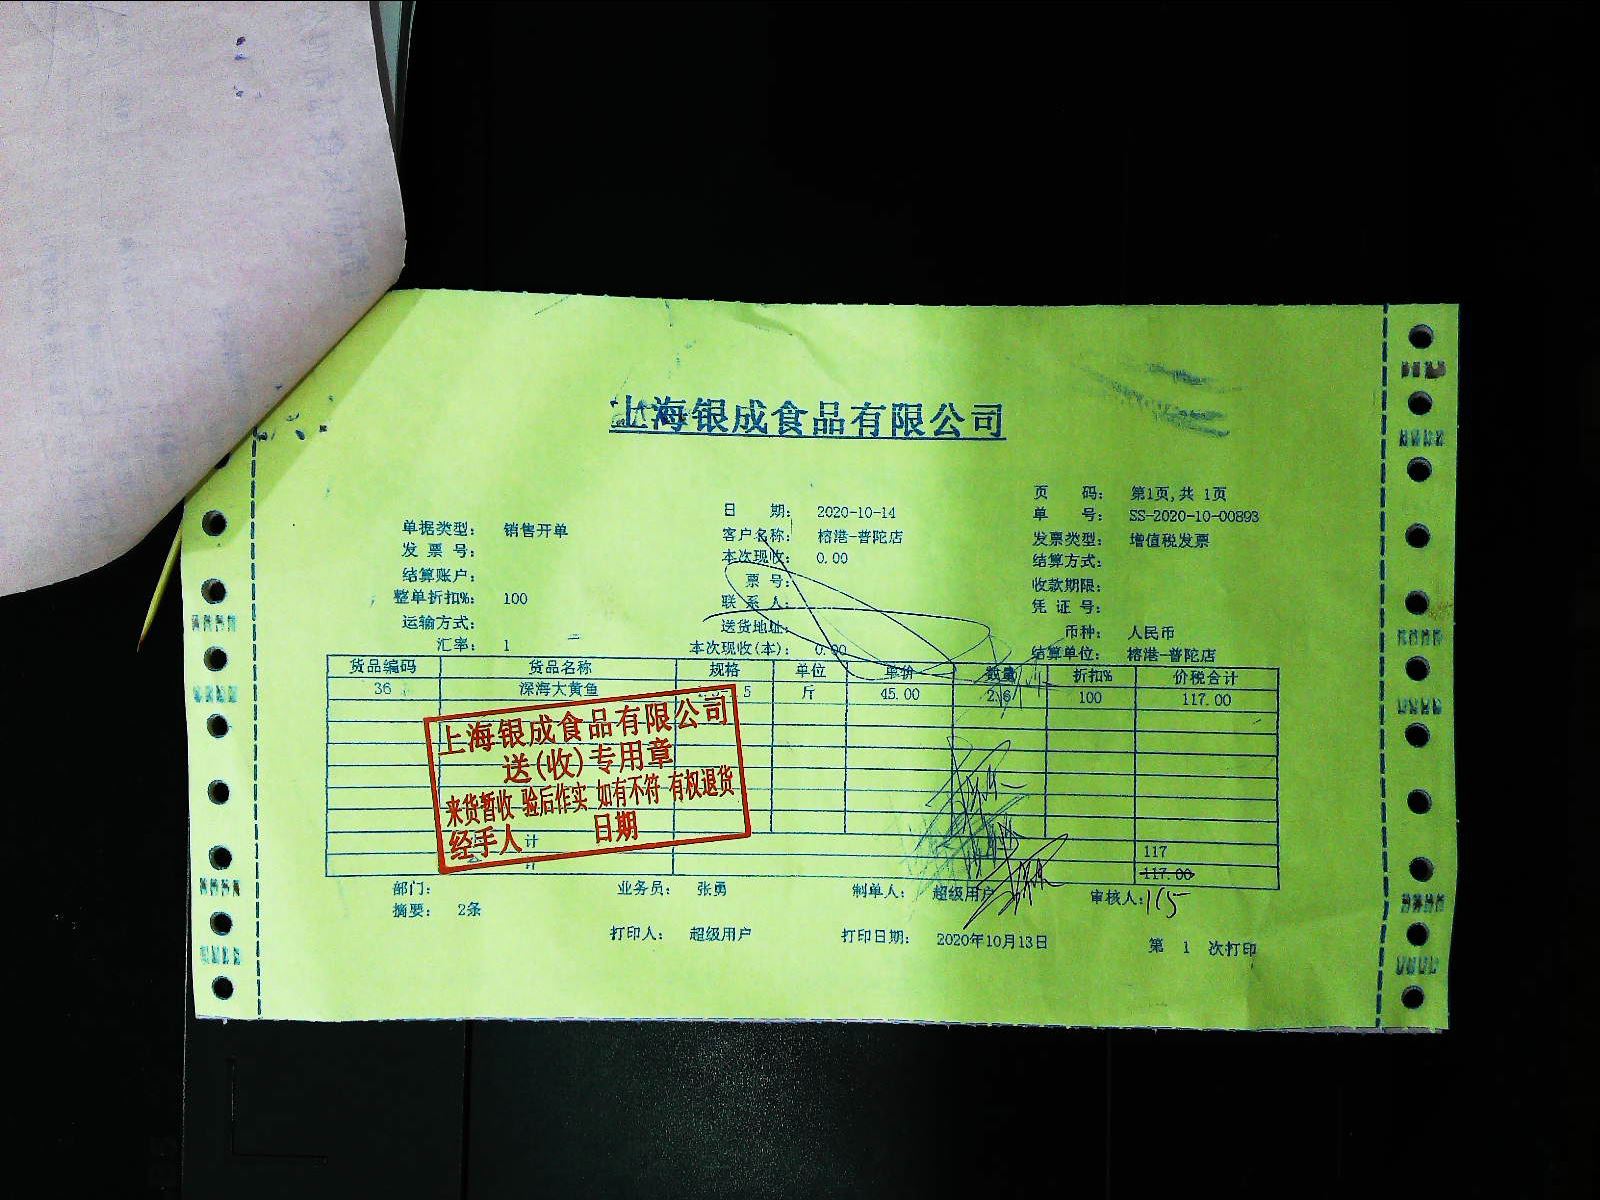 上海银成食品有限公司
页 码： 第1页,共 1页
日 期： 2020-10-14
单 号： SS-2020-10-00893
单据类型： 销售开单
客户名称： 榕港-普陀店
发票类型： 增值税发票
发 票 号：
本次现收： 0.00
结算方式：
结算账户：
票 号：
收款期限：
整单折扣%： 100
联 系 人：
凭 证 号：
运输方式：
送货地址：
币种： 人民币
汇率： 1
本次现收(本)： 0.00
结算单位： 榕港-普陀店
货品编码 货品名称 规格 单位 单价 数量 折扣% 价税合计
36 深海大黄鱼 5 斤 45.00 2.6 100 117.00
上海银成食品有限公司
送(收)专用章
来货暂收 验后作实 如有不符 有权退货
经手人 日期
计 117
计 117.00
部门： 业务员： 张勇 制单人： 超级用户 审核人： 115
摘要： 2条
打印人： 超级用户 打印日期： 2020年10月13日 第 1 次打印